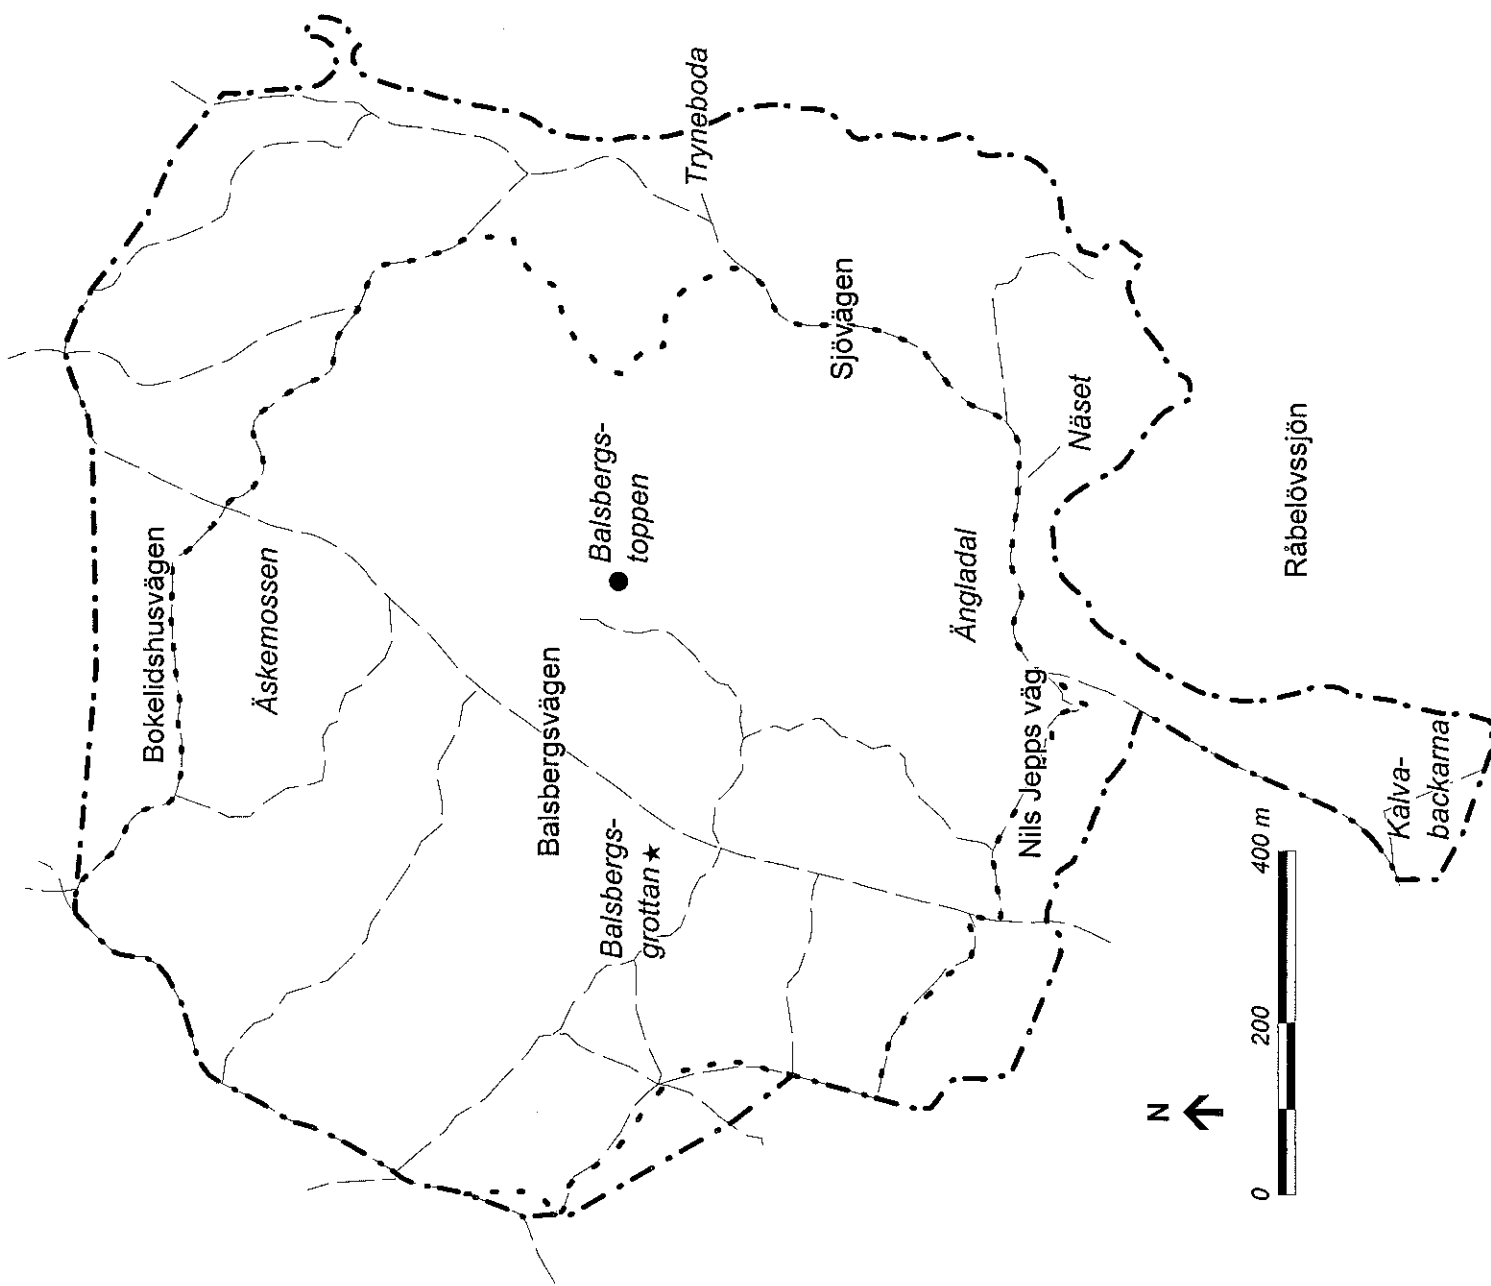 Tryneboda
Bokelidshusvägen
Äskemossen
Sjövägen
Balsbergs-
toppen
Näset
Balsbergsvägen
Ängladal
Råbelövssjön
Balsbergs-
grottan
Nils Jepps väg
Kalva-
backarna
N
0 200 400 m